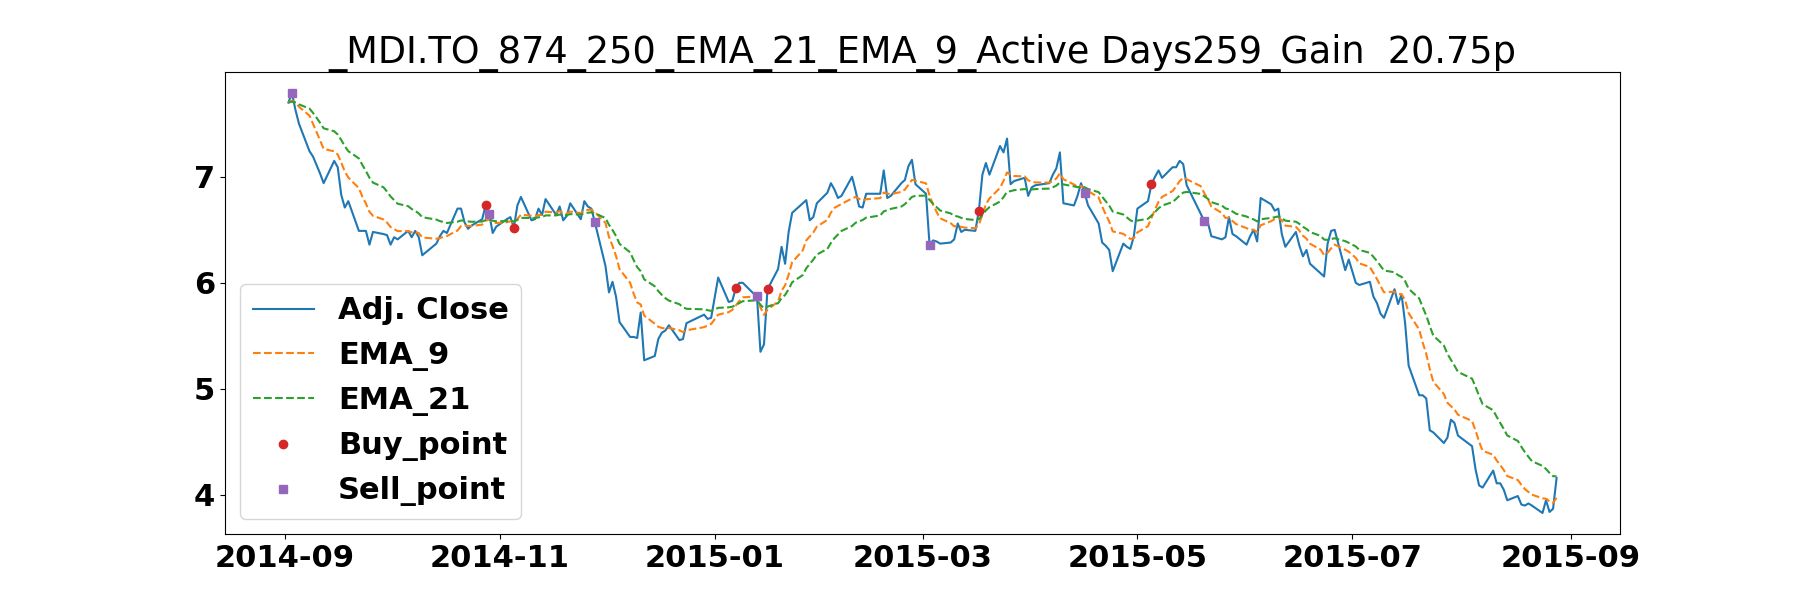 _MDI.TO_874_250_EMA_21_EMA_9_Active Days259_Gain  20.75p
7
6
5
4
Adj. Close
EMA_9
EMA_21
Buy_point
Sell_point
2014-09 2014-11 2015-01 2015-03 2015-05 2015-07 2015-09